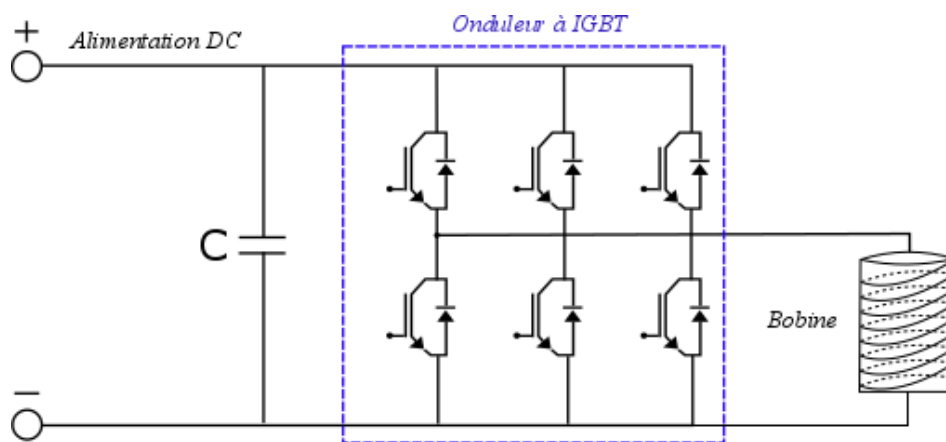 Onduleur à IGBT
+
Alimentation DC
C
Bobine
−